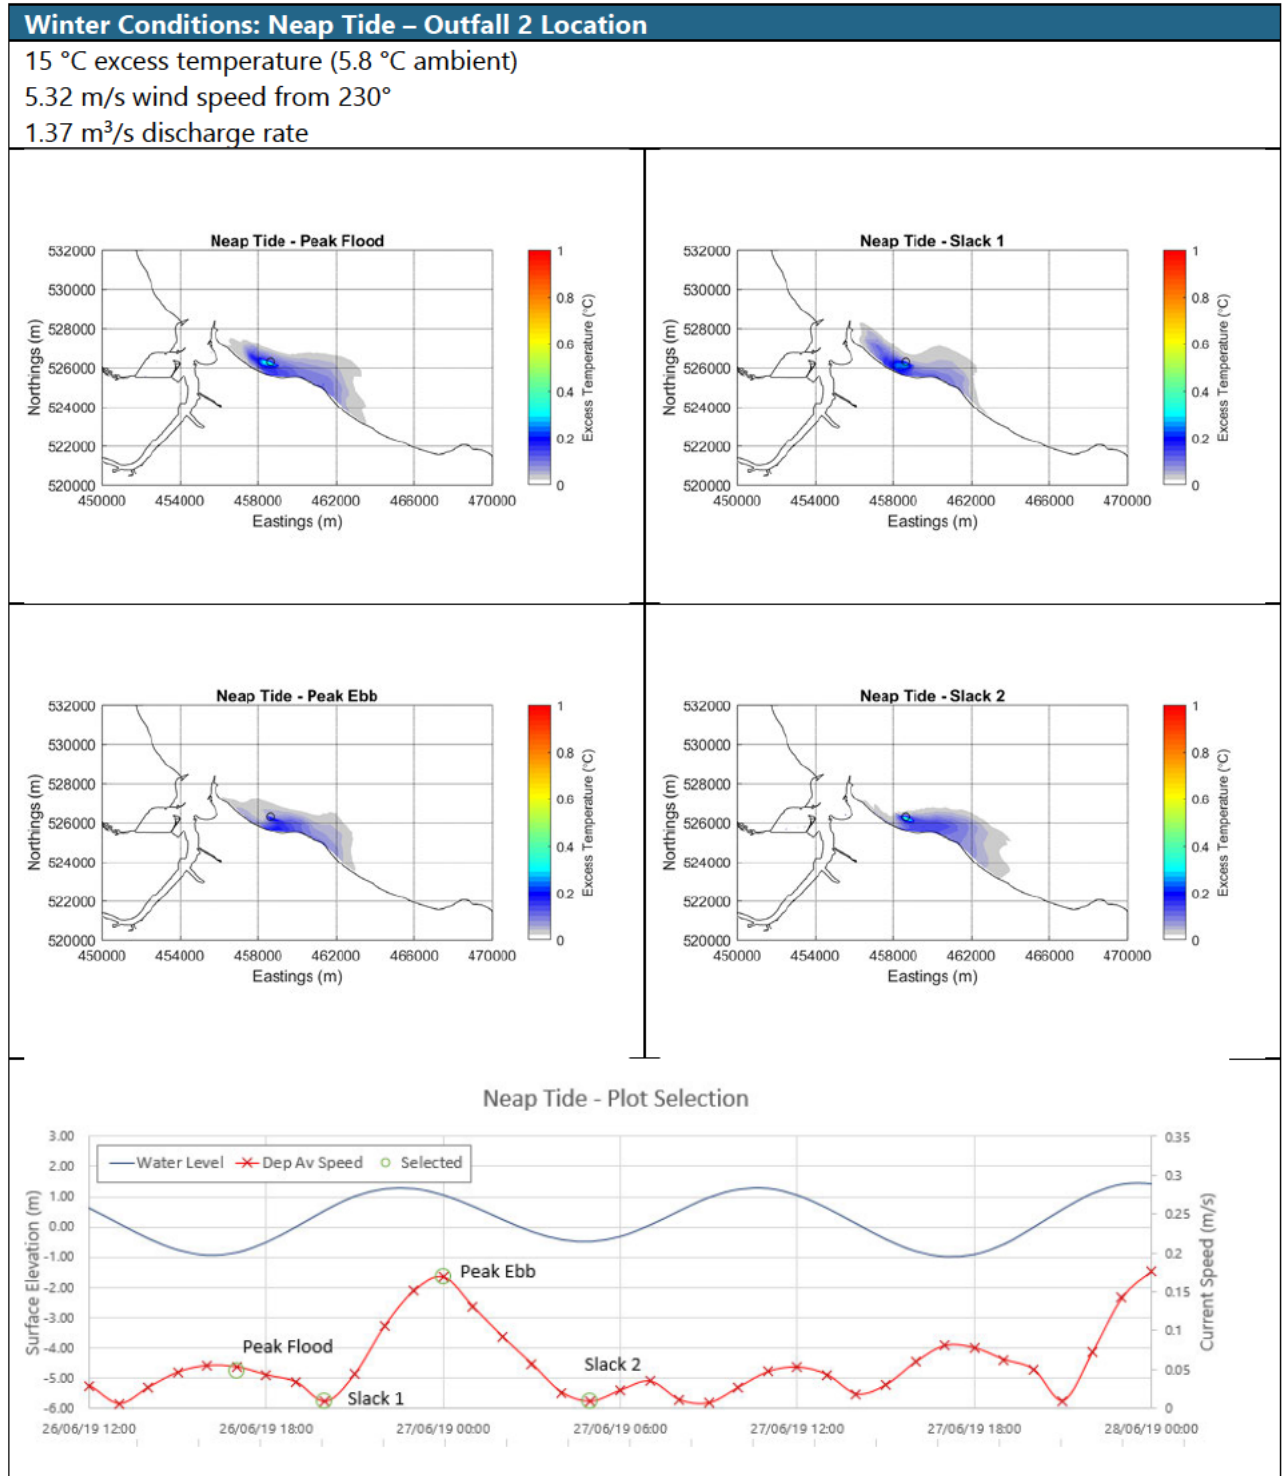 Winter Conditions: Neap Tide – Outfall 2 Location
15 °C excess temperature (5.8 °C ambient)
5.32 m/s wind speed from 230°
1.37 m³/s discharge rate
Neap Tide - Peak Flood
532000
530000
528000
526000
524000
522000
520000
Northings (m)
450000 454000 458000 462000 466000 470000
Eastings (m)
1
0.8
0.6
0.4
0.2
0
Excess Temperature (°C)
Neap Tide - Slack 1
532000
530000
528000
526000
524000
522000
520000
Northings (m)
450000 454000 458000 462000 466000 470000
Eastings (m)
1
0.8
0.6
0.4
0.2
0
Excess Temperature (°C)
Neap Tide - Peak Ebb
532000
530000
528000
526000
524000
522000
520000
Northings (m)
450000 454000 458000 462000 466000 470000
Eastings (m)
1
0.8
0.6
0.4
0.2
0
Excess Temperature (°C)
Neap Tide - Slack 2
532000
530000
528000
526000
524000
522000
520000
Northings (m)
450000 454000 458000 462000 466000 470000
Eastings (m)
1
0.8
0.6
0.4
0.2
0
Excess Temperature (°C)
Neap Tide - Plot Selection
Water Level Dep Av Speed Selected
3.00
2.00
1.00
0.00
-1.00
-2.00
-3.00
-4.00
-5.00
-6.00
Surface Elevation (m)
Peak Ebb
Peak Flood
Slack 2
Slack 1
0.35
0.3
0.25
0.2
0.15
0.1
0.05
0
Current Speed (m/s)
26/06/19 12:00 26/06/19 18:00 27/06/19 00:00 27/06/19 06:00 27/06/19 12:00 27/06/19 18:00 28/06/19 00:00